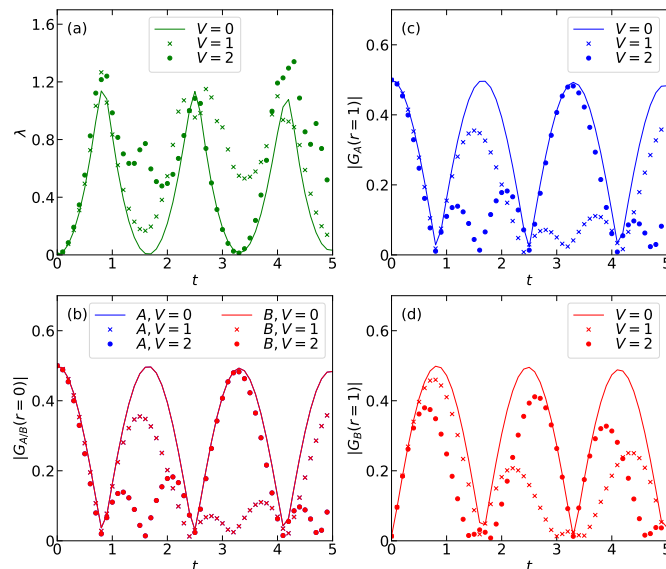 (a)
V = 0
V = 1
V = 2
λ
1.6
1.2
0.8
0.4
0
0 1 2 3 4 5
t
(c)
V = 0
V = 1
V = 2
|G_A(r = 1)|
0.6
0.4
0.2
0
0 1 2 3 4 5
t
(b)
A, V = 0 B, V = 0
A, V = 1 B, V = 1
A, V = 2 B, V = 2
|G_{A/B}(r = 0)|
0.6
0.4
0.2
0
0 1 2 3 4 5
t
(d)
V = 0
V = 1
V = 2
|G_B(r = 1)|
0.6
0.4
0.2
0
0 1 2 3 4 5
t